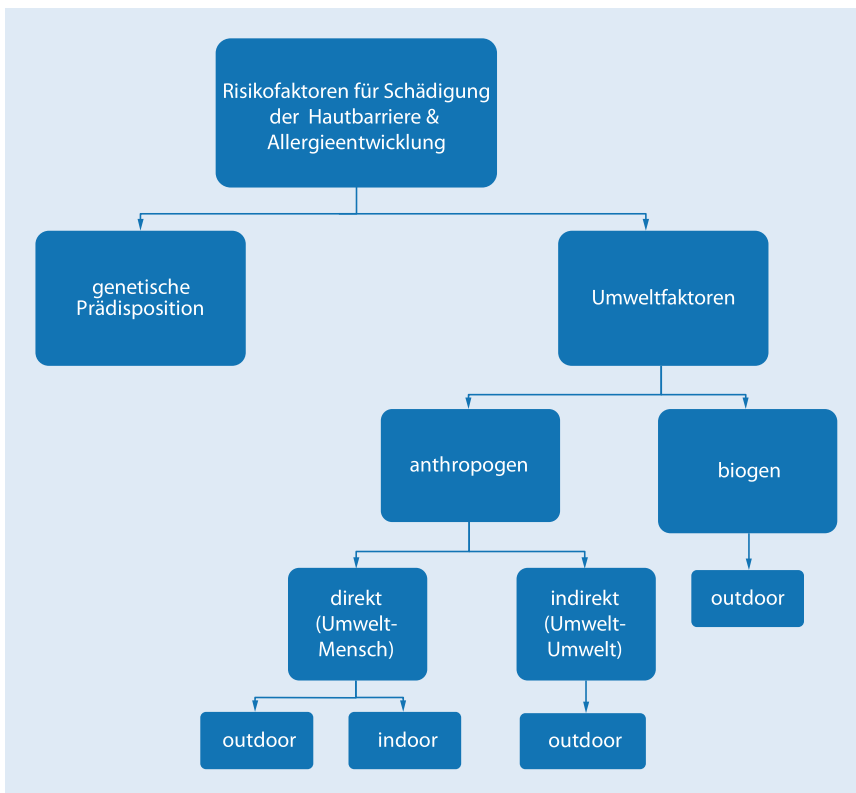 Risikofaktoren für Schädigung
der Hautbarriere &
Allergieentwicklung
genetische
Prädisposition
Umweltfaktoren
anthropogen
biogen
direkt
(Umwelt-
Mensch)
indirekt
(Umwelt-
Umwelt)
outdoor
outdoor
indoor
outdoor